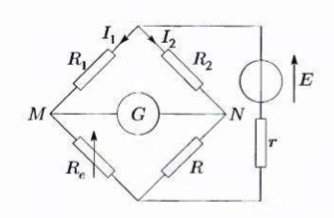 I₁ I₂
R₁ R₂
E
M G N
r
Rₑ R